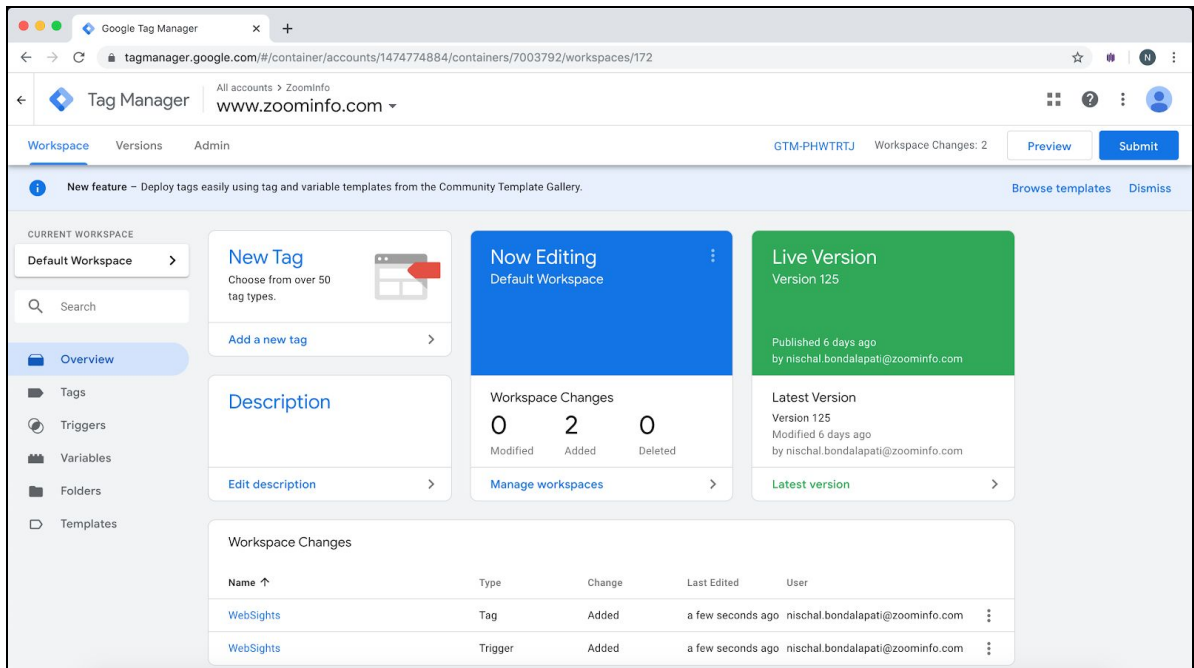 Google Tag Manager
tagmanager.google.com/#/container/accounts/1474774884/containers/7003792/workspaces/172
N
Tag Manager
All accounts > ZoomInfo
www.zoominfo.com
Workspace Versions Admin
GTM-PHWTRTJ Workspace Changes: 2 Preview Submit
New feature – Deploy tags easily using tag and variable templates from the Community Template Gallery.
Browse templates Dismiss
CURRENT WORKSPACE
Default Workspace
Search
Overview
Tags
Triggers
Variables
Folders
Templates
New Tag
Choose from over 50
tag types.
Add a new tag
Description
Edit description
Now Editing
Default Workspace
Workspace Changes
0 2 0
Modified Added Deleted
Manage workspaces
Live Version
Version 125
Published 6 days ago
by nischal.bondalapati@zoominfo.com
Latest Version
Version 125
Modified 6 days ago
by nischal.bondalapati@zoominfo.com
Latest version
Workspace Changes
Name Type Change Last Edited User
WebSights Tag Added a few seconds ago nischal.bondalapati@zoominfo.com
WebSights Trigger Added a few seconds ago nischal.bondalapati@zoominfo.com